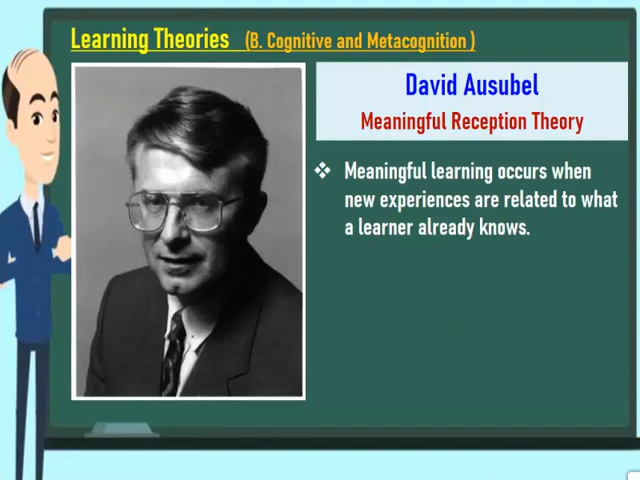 Learning Theories (B. Cognitive and Metacognition )
David Ausubel
Meaningful Reception Theory
❖ Meaningful learning occurs when
new experiences are related to what
a learner already knows.